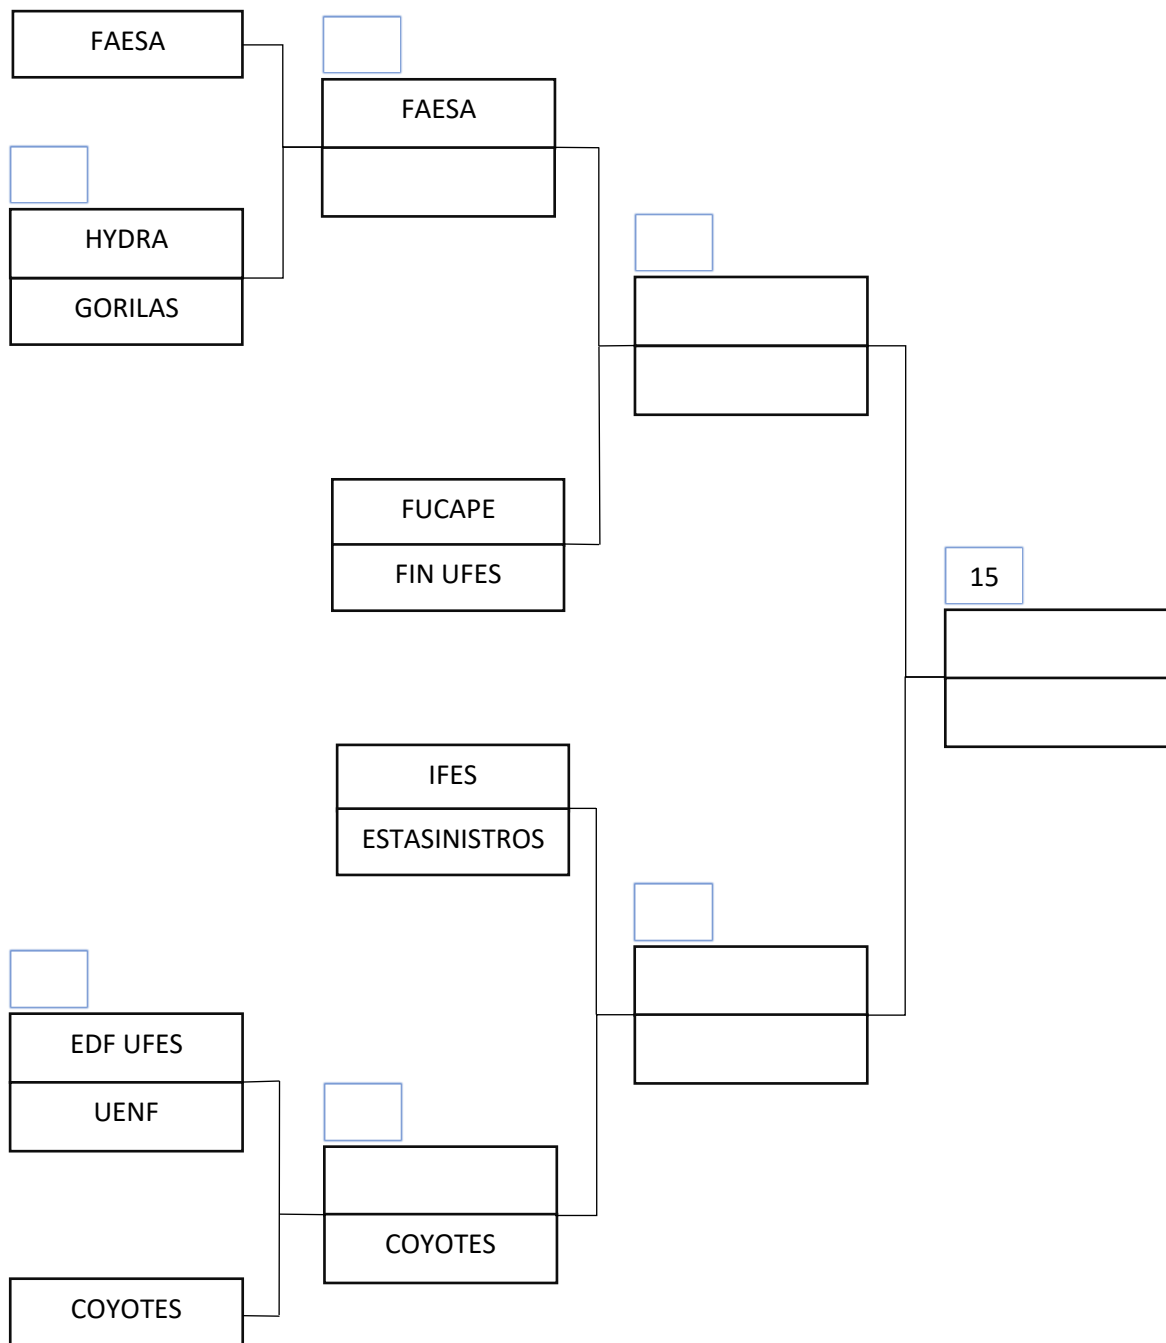 FAESA
FAESA
HYDRA
GORILAS
FUCAPE
FIN UFES
15
IFES
ESTASINISTROS
EDF UFES
UENF
COYOTES
COYOTES